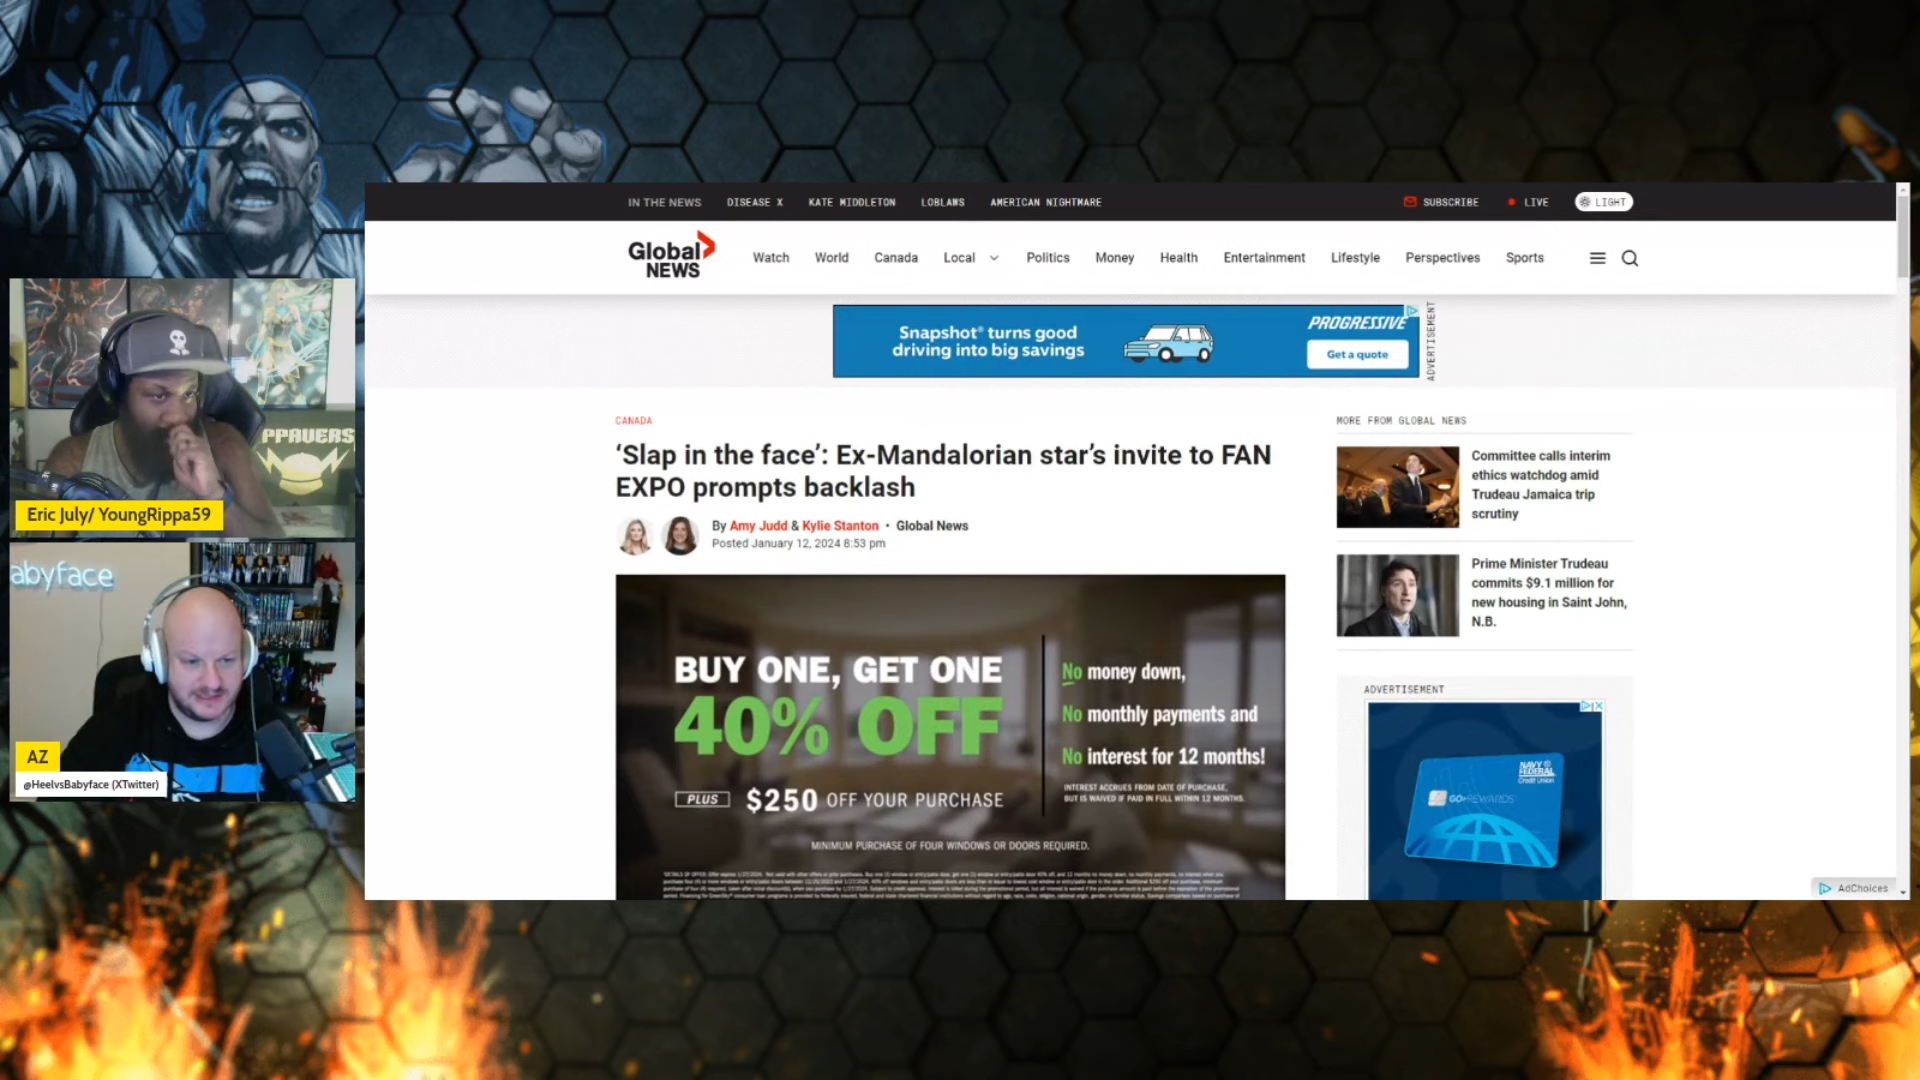 IN THE NEWS
DISEASE X
KATE MIDDLETON
LOBLAWS
AMERICAN NIGHTMARE
SUBSCRIBE
LIVE
LIGHT
Global
NEWS
Watch
World
Canada
Local
Politics
Money
Health
Entertainment
Lifestyle
Perspectives
Sports
Snapshot® turns good
driving into big savings
PROGRESSIVE
Get a quote
ADVERTISEMENT
CANADA
‘Slap in the face’: Ex-Mandalorian star’s invite to FAN
EXPO prompts backlash
By Amy Judd & Kylie Stanton • Global News
Posted January 12, 2024 8:53 pm
BUY ONE, GET ONE
40% OFF
PLUS $250 OFF YOUR PURCHASE
No money down,
No monthly payments and
No interest for 12 months!
INTEREST ACCRUES FROM DATE OF PURCHASE,
BUT IS WAIVED IF PAID IN FULL WITHIN 12 MONTHS.
MINIMUM PURCHASE OF FOUR WINDOWS OR DOORS REQUIRED.
MORE FROM GLOBAL NEWS
Committee calls interim
ethics watchdog amid
Trudeau Jamaica trip
scrutiny
Prime Minister Trudeau
commits $9.1 million for
new housing in Saint John,
N.B.
ADVERTISEMENT
NAVY
FEDERAL
Credit Union
GO REWARDS
AdChoices
PPAVERS
Eric July/ YoungRippa59
abyface
AZ
@HeelvsBabyface (XTwitter)